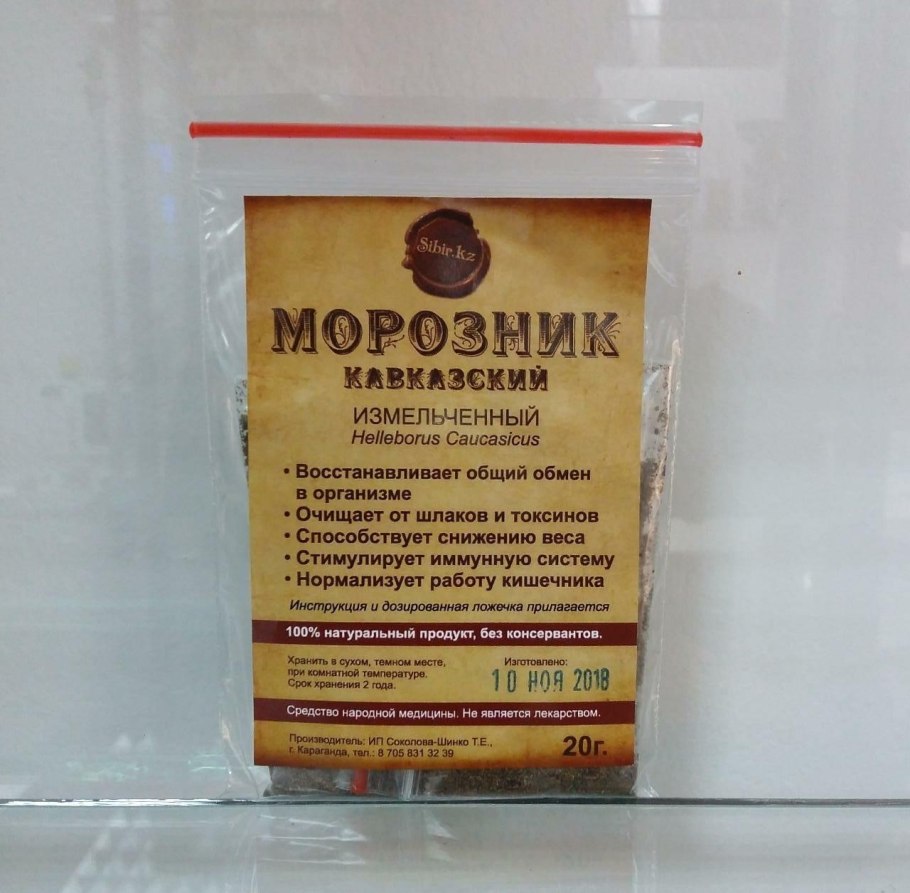 Sibir.kz
МОРОЗНИК
КАВКАЗСКИЙ
ИЗМЕЛЬЧЕННЫЙ
Helleborus Caucasicus
• Восстанавливает общий обмен
в организме
• Очищает от шлаков и токсинов
• Способствует снижению веса
• Стимулирует иммунную систему
• Нормализует работу кишечника
Инструкция и дозированная ложечка прилагается
100% натуральный продукт, без консервантов.
Хранить в сухом, темном месте,
при комнатной температуре.
Срок хранения 2 года.
Изготовлено:
10 НОЯ 2018
Средство народной медицины. Не является лекарством.
Производитель: ИП Соколова-Шинко Т.Е.,
г. Караганда, тел.: 8 705 831 32 39
20г.